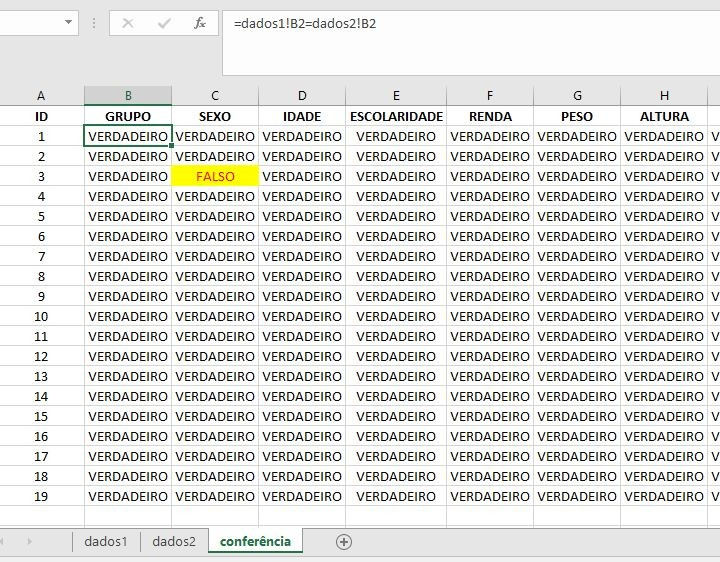 fx =dados1!B2=dados2!B2
A B C D E F G H
ID GRUPO SEXO IDADE ESCOLARIDADE RENDA PESO ALTURA
1 VERDADEIRO VERDADEIRO VERDADEIRO VERDADEIRO VERDADEIRO VERDADEIRO VERDADEIRO V
2 VERDADEIRO VERDADEIRO VERDADEIRO VERDADEIRO VERDADEIRO VERDADEIRO VERDADEIRO V
3 VERDADEIRO FALSO VERDADEIRO VERDADEIRO VERDADEIRO VERDADEIRO VERDADEIRO V
4 VERDADEIRO VERDADEIRO VERDADEIRO VERDADEIRO VERDADEIRO VERDADEIRO VERDADEIRO V
5 VERDADEIRO VERDADEIRO VERDADEIRO VERDADEIRO VERDADEIRO VERDADEIRO VERDADEIRO V
6 VERDADEIRO VERDADEIRO VERDADEIRO VERDADEIRO VERDADEIRO VERDADEIRO VERDADEIRO V
7 VERDADEIRO VERDADEIRO VERDADEIRO VERDADEIRO VERDADEIRO VERDADEIRO VERDADEIRO V
8 VERDADEIRO VERDADEIRO VERDADEIRO VERDADEIRO VERDADEIRO VERDADEIRO VERDADEIRO V
9 VERDADEIRO VERDADEIRO VERDADEIRO VERDADEIRO VERDADEIRO VERDADEIRO VERDADEIRO V
10 VERDADEIRO VERDADEIRO VERDADEIRO VERDADEIRO VERDADEIRO VERDADEIRO VERDADEIRO V
11 VERDADEIRO VERDADEIRO VERDADEIRO VERDADEIRO VERDADEIRO VERDADEIRO VERDADEIRO V
12 VERDADEIRO VERDADEIRO VERDADEIRO VERDADEIRO VERDADEIRO VERDADEIRO VERDADEIRO V
13 VERDADEIRO VERDADEIRO VERDADEIRO VERDADEIRO VERDADEIRO VERDADEIRO VERDADEIRO V
14 VERDADEIRO VERDADEIRO VERDADEIRO VERDADEIRO VERDADEIRO VERDADEIRO VERDADEIRO V
15 VERDADEIRO VERDADEIRO VERDADEIRO VERDADEIRO VERDADEIRO VERDADEIRO VERDADEIRO V
16 VERDADEIRO VERDADEIRO VERDADEIRO VERDADEIRO VERDADEIRO VERDADEIRO VERDADEIRO V
17 VERDADEIRO VERDADEIRO VERDADEIRO VERDADEIRO VERDADEIRO VERDADEIRO VERDADEIRO V
18 VERDADEIRO VERDADEIRO VERDADEIRO VERDADEIRO VERDADEIRO VERDADEIRO VERDADEIRO V
19 VERDADEIRO VERDADEIRO VERDADEIRO VERDADEIRO VERDADEIRO VERDADEIRO VERDADEIRO V
dados1 dados2 conferência